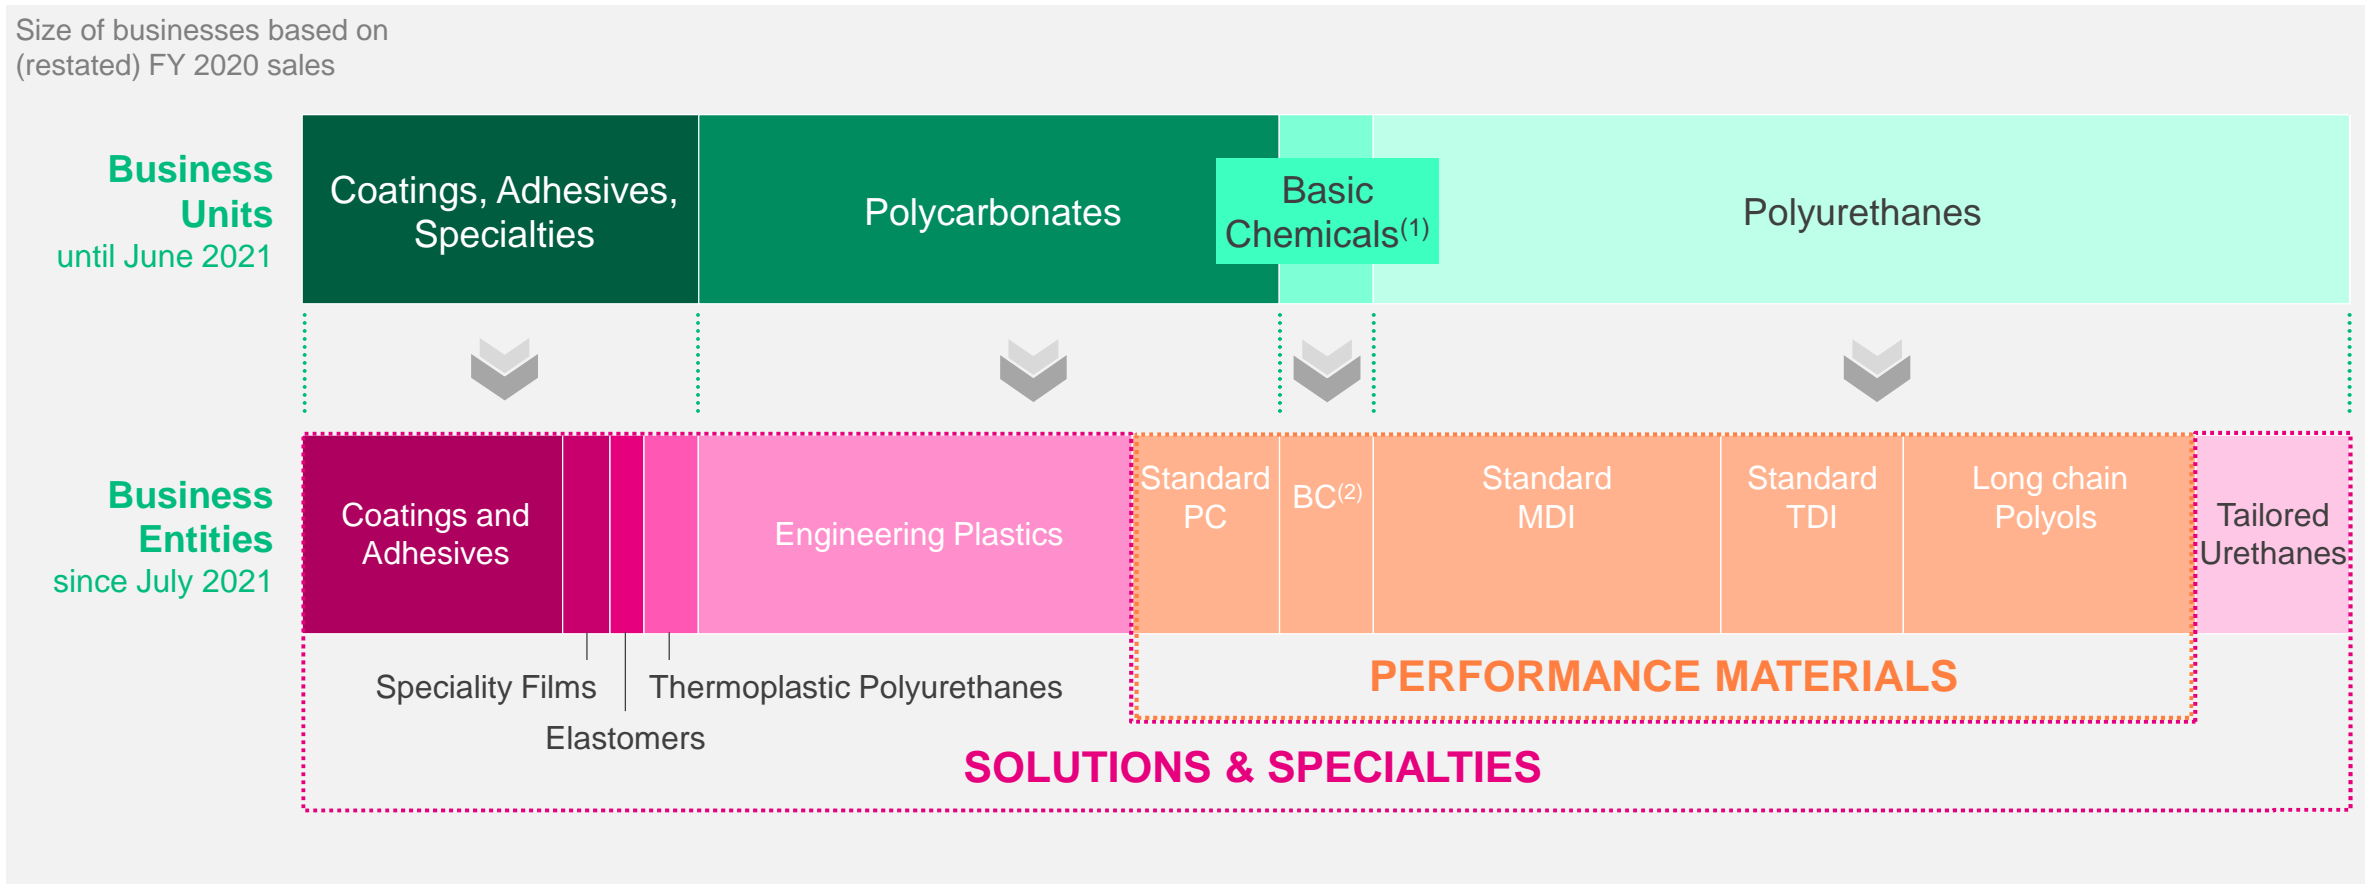 Size of businesses based on
(restated) FY 2020 sales
Business
Units
until June 2021
Coatings, Adhesives,
Specialties
Polycarbonates
Basic
Chemicals(1)
Polyurethanes
Business
Entities
since July 2021
Coatings and
Adhesives
Engineering Plastics
Standard
PC
BC(2)
Standard
MDI
Standard
TDI
Long chain
Polyols
Tailored
Urethanes
Speciality Films
Elastomers
Thermoplastic Polyurethanes
PERFORMANCE MATERIALS
SOLUTIONS & SPECIALTIES